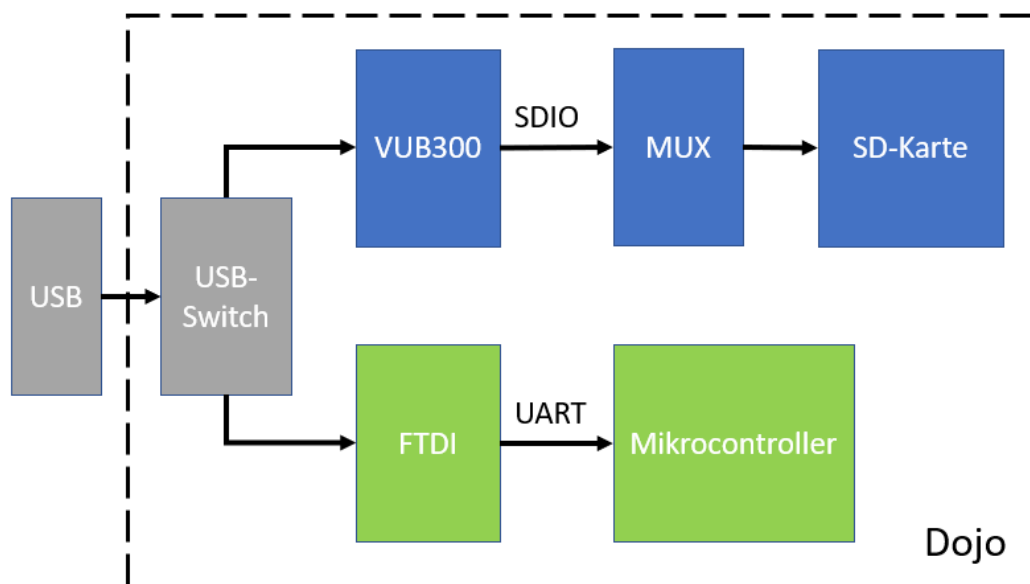 VUB300
SDIO
MUX
SD-Karte
USB
USB-
Switch
FTDI
UART
Mikrocontroller
Dojo